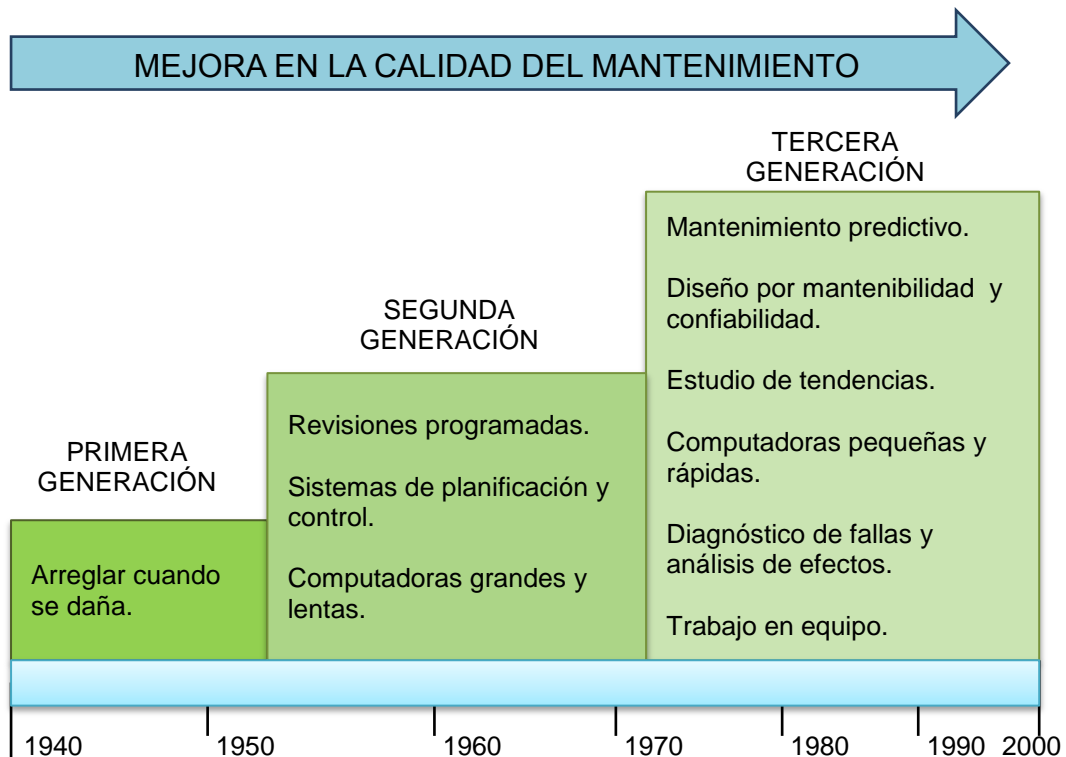 MEJORA EN LA CALIDAD DEL MANTENIMIENTO
PRIMERA
GENERACIÓN
Arreglar cuando
se daña.
SEGUNDA
GENERACIÓN
Revisiones programadas.
Sistemas de planificación y
control.
Computadoras grandes y
lentas.
TERCERA
GENERACIÓN
Mantenimiento predictivo.
Diseño por mantenibilidad y
confiabilidad.
Estudio de tendencias.
Computadoras pequeñas y
rápidas.
Diagnóstico de fallas y
análisis de efectos.
Trabajo en equipo.
1940 1950 1960 1970 1980 1990 2000